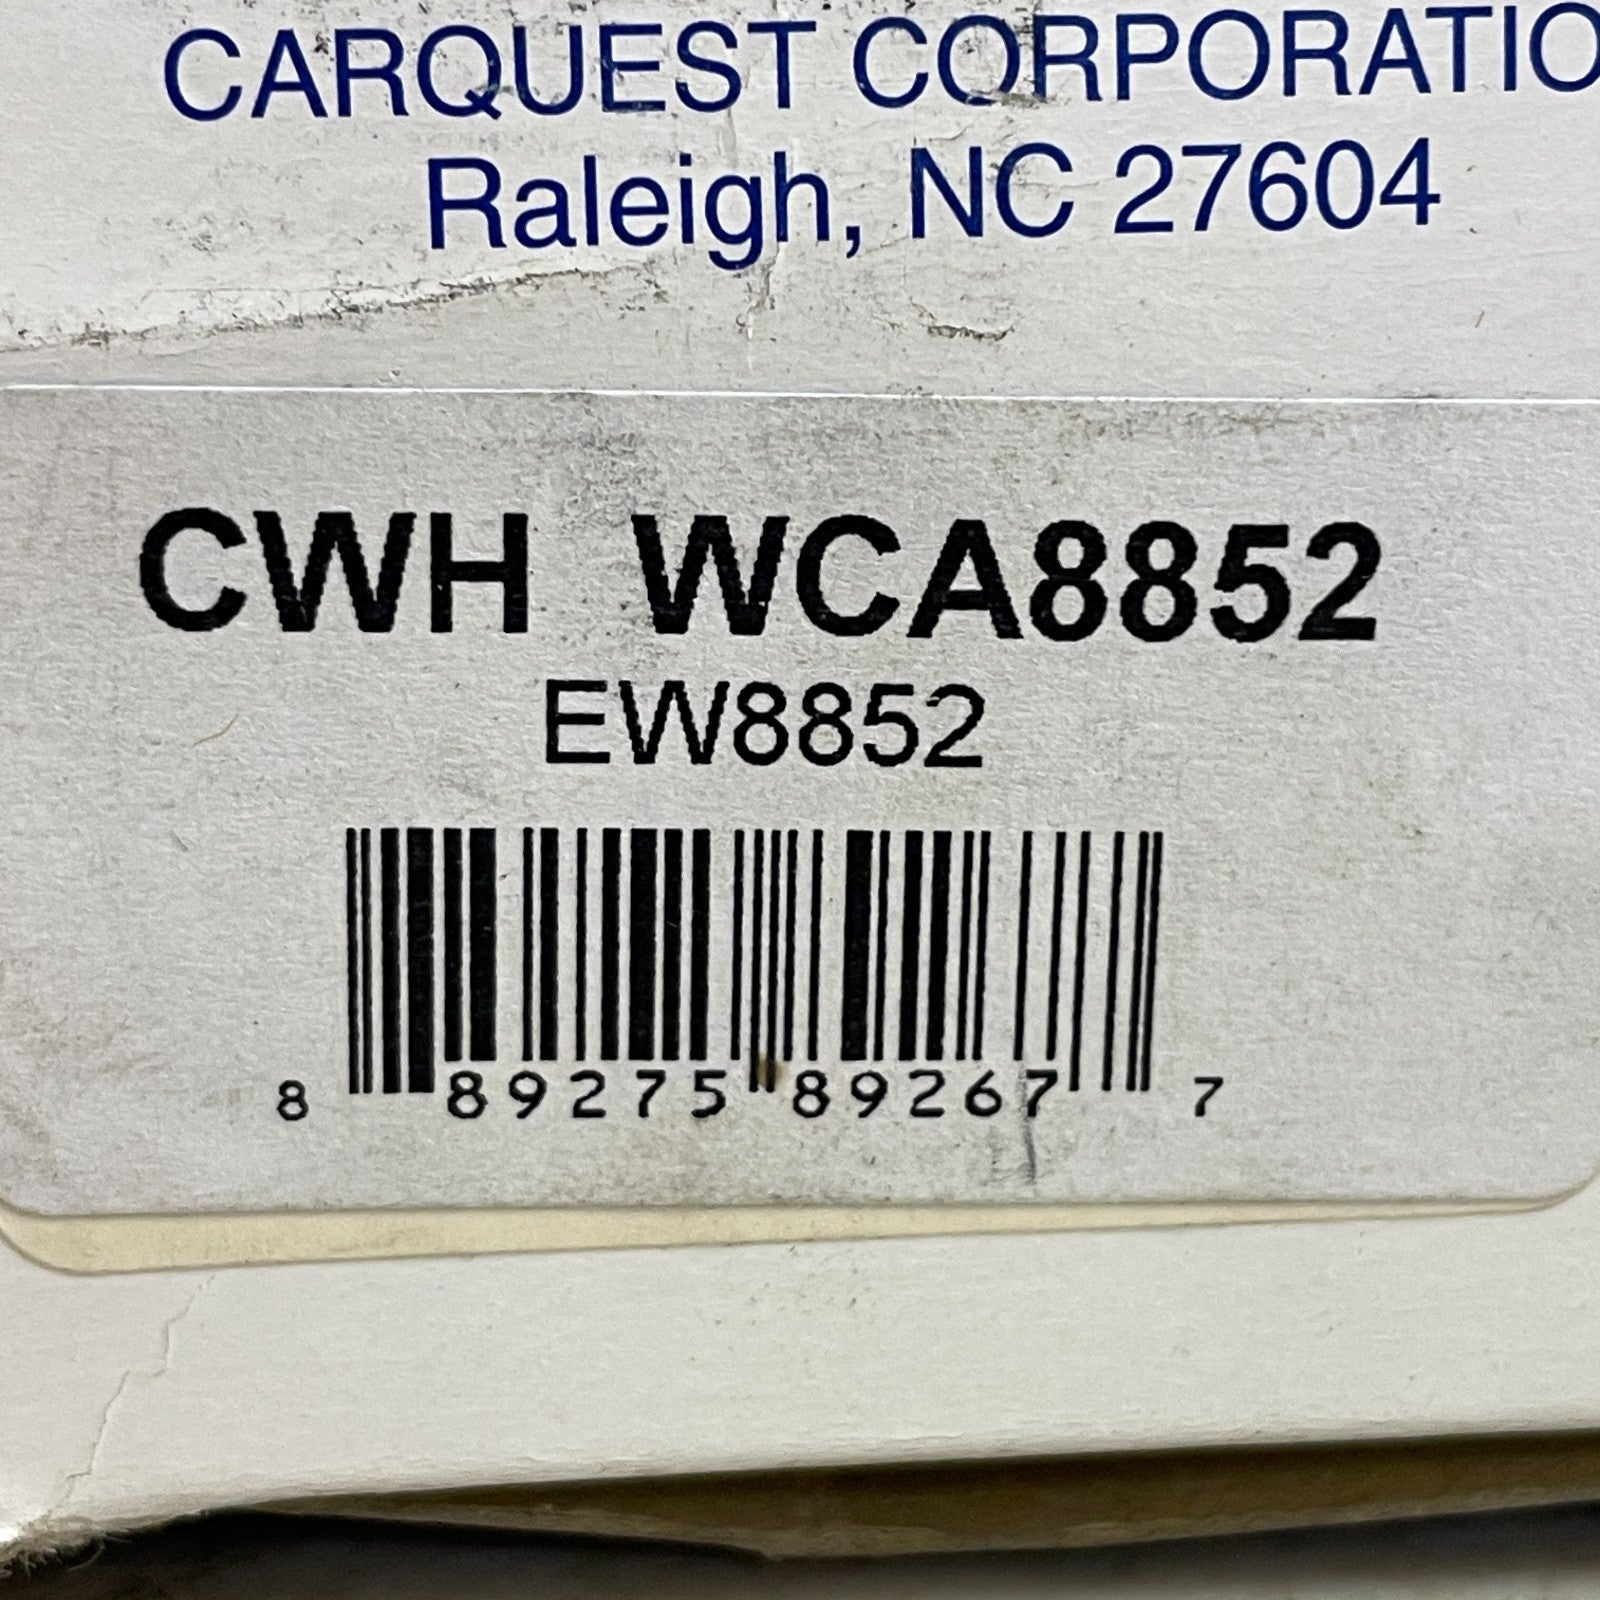 CARQUEST CORPORATIO
Raleigh, NC 27604
CWH WCA8852
EW8852
8 89275 89267 7